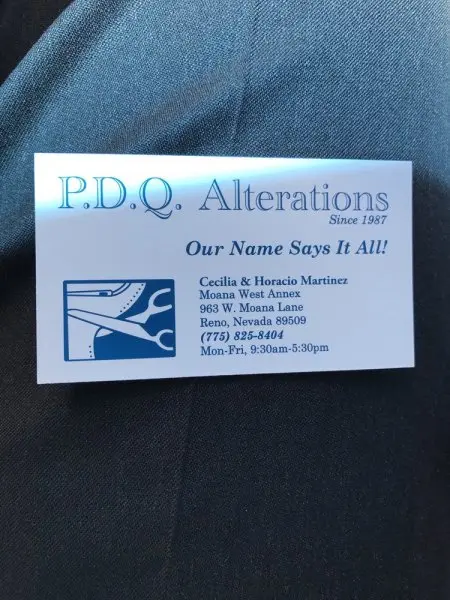 P.D.Q. Alterations
Since 1987
Our Name Says It All!
Cecilia & Horacio Martinez
Moana West Annex
963 W. Moana Lane
Reno, Nevada 89509
(775) 825-8404
Mon-Fri, 9:30am-5:30pm